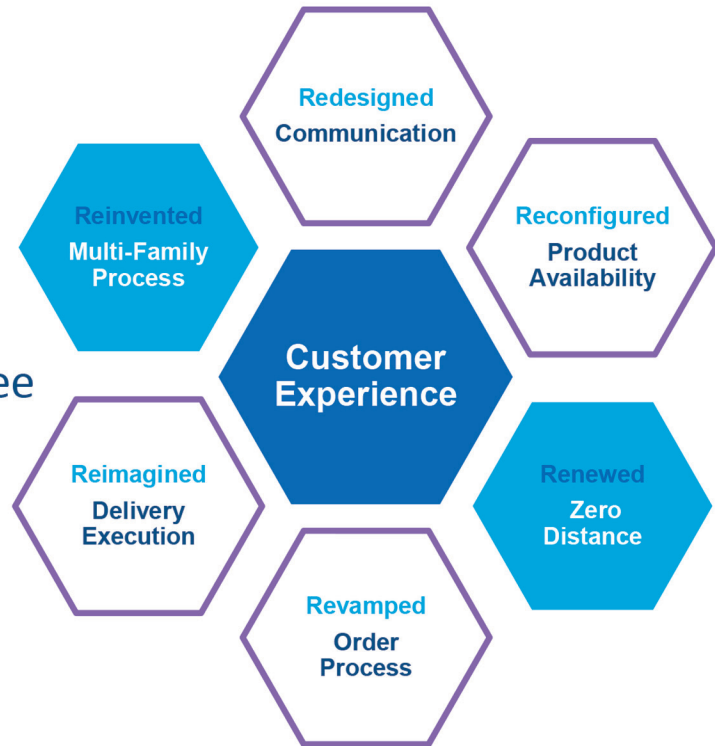 Redesigned
Communication
Reinvented
Multi-Family
Process
Reconfigured
Product
Availability
Customer
Experience
ee
Reimagined
Delivery
Execution
Renewed
Zero
Distance
Revamped
Order
Process